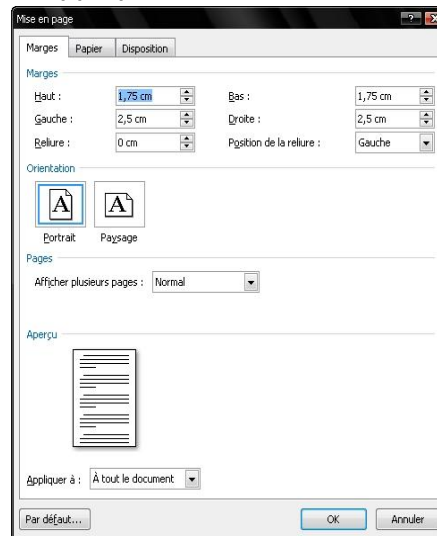 Mise en page
Marges Papier Disposition
Marges
Haut : 1,75 cm Bas : 1,75 cm
Gauche : 2,5 cm Droite : 2,5 cm
Reliure : 0 cm Position de la reliure : Gauche
Orientation
A A
Portrait Paysage
Pages
Afficher plusieurs pages : Normal
Aperçu
Appliquer à : À tout le document
Par défaut... OK Annuler